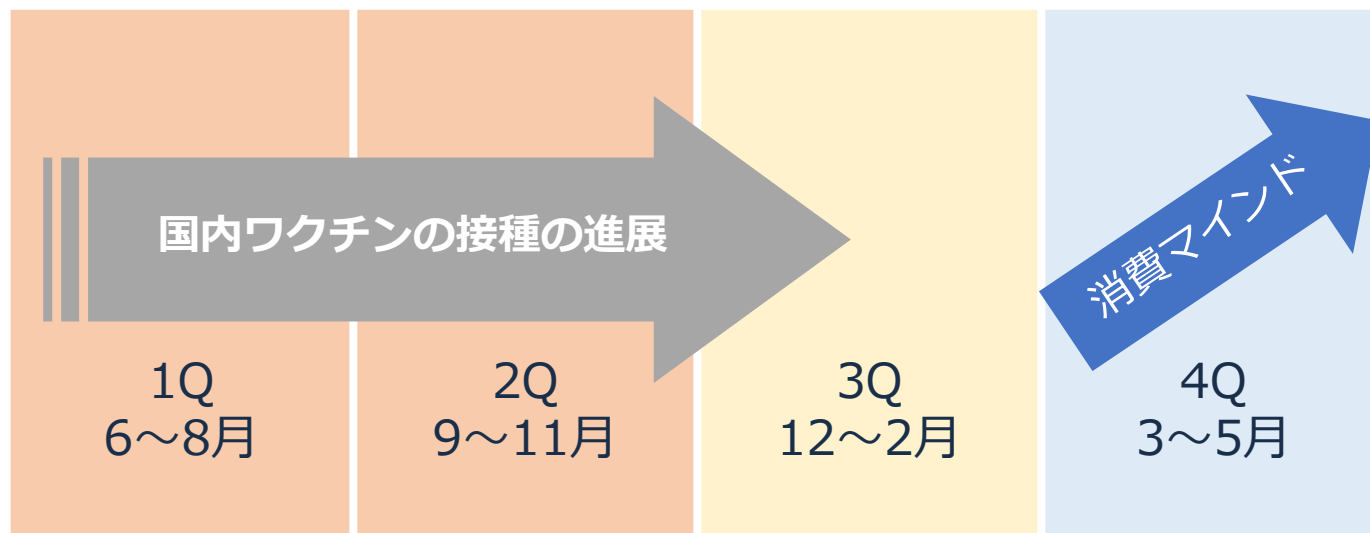 国内ワクチンの接種の進展
消費マインド
1Q
6～8月
2Q
9～11月
3Q
12～2月
4Q
3～5月